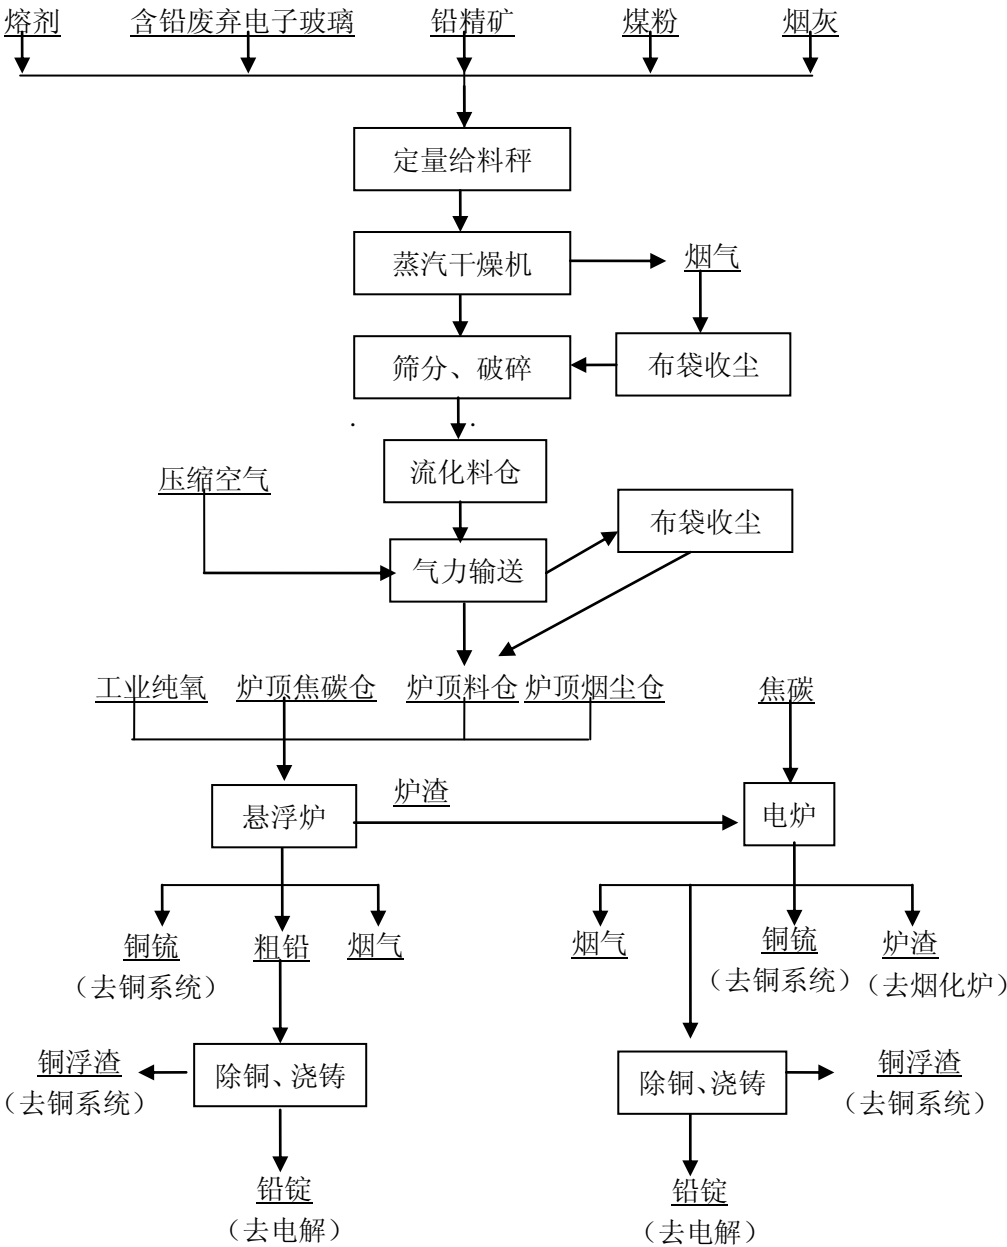 熔剂 含铅废弃电子玻璃 铅精矿 煤粉 烟灰
定量给料秤
蒸汽干燥机
烟气
筛分、破碎
布袋收尘
流化料仓
压缩空气
布袋收尘
气力输送
工业纯氧 炉顶焦碳仓 炉顶料仓 炉顶烟尘仓 焦碳
炉渣
悬浮炉
电炉
铜锍
（去铜系统）
粗铅
烟气
烟气
铜锍
（去铜系统）
炉渣
（去烟化炉）
铜浮渣
（去铜系统）
除铜、浇铸
除铜、浇铸
铜浮渣
（去铜系统）
铅锭
（去电解）
铅锭
（去电解）